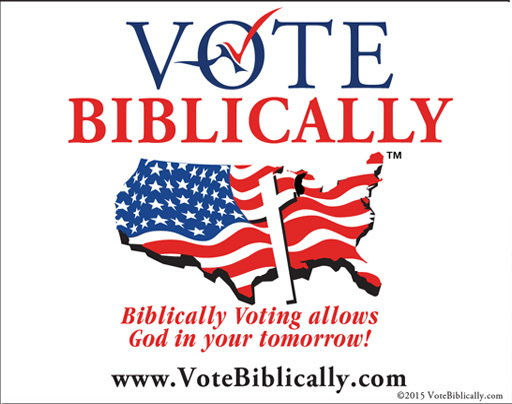 VOTE
BIBLICALLY
™
Biblically Voting allows
God in your tomorrow!
www.VoteBiblically.com
©2015 VoteBiblically.com